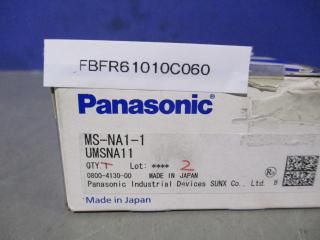 FBFR61010C060
Panasonic
MS-NA1-1
UMSNA11
QTY 1 Lot: **** 2
0800-4130-00 MADE IN JAPAN
Panasonic Industrial Devices SUNX Co., Ltd. B
Made in Japan